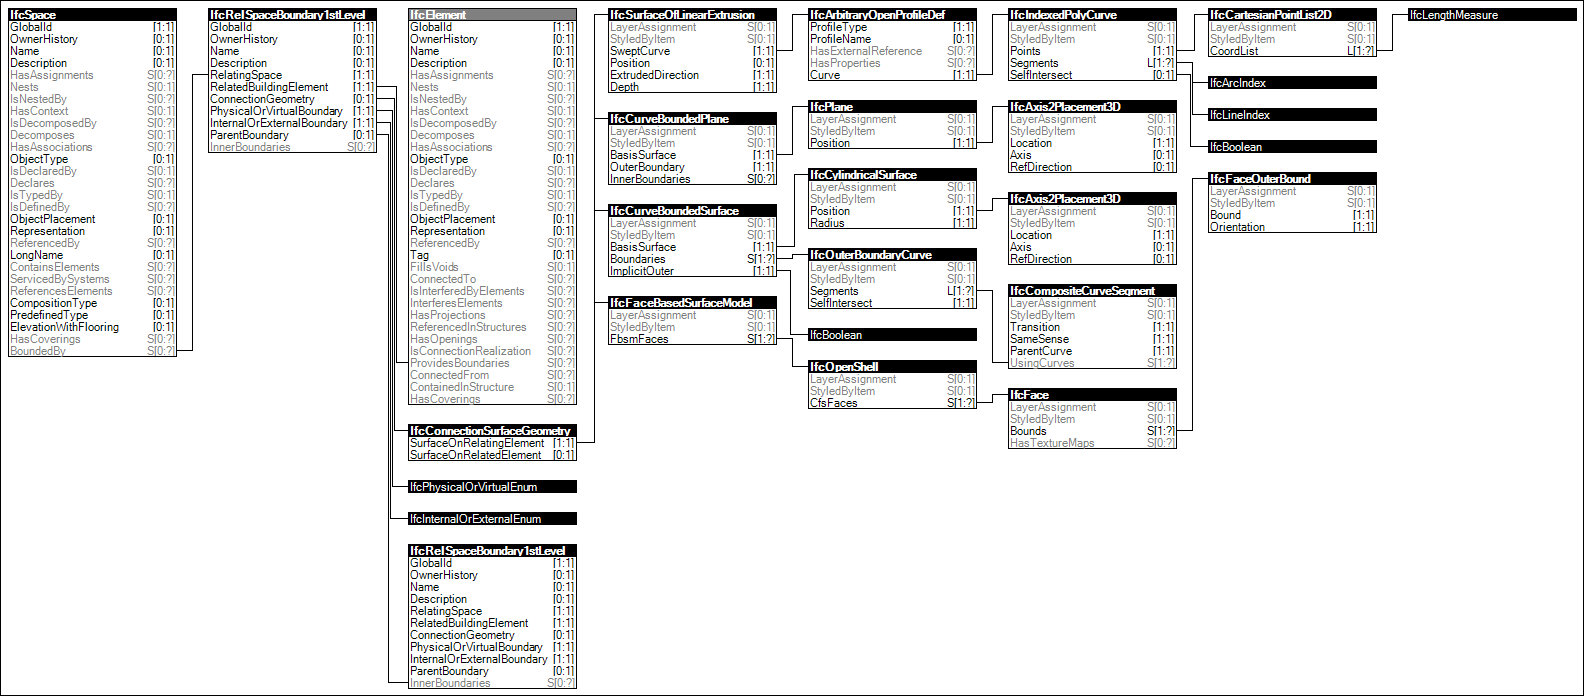 IfcSpace
GlobalId [1:1]
OwnerHistory [0:1]
Name [0:1]
Description [0:1]
HasAssignments S[0:?]
Nests S[0:1]
IsNestedBy S[0:?]
HasContext S[0:1]
IsDecomposedBy S[0:?]
Decomposes S[0:1]
HasAssociations S[0:?]
ObjectType [0:1]
IsDeclaredBy S[0:1]
Declares S[0:?]
IsTypedBy S[0:1]
IsDefinedBy S[0:?]
ObjectPlacement [0:1]
Representation [0:1]
ReferencedBy S[0:?]
LongName [0:1]
ContainsElements S[0:?]
ServicedBySystems S[0:?]
ReferencesElements S[0:?]
CompositionType [0:1]
PredefinedType [0:1]
ElevationWithFlooring [0:1]
HasCoverings S[0:?]
BoundedBy S[0:?]
IfcRelSpaceBoundary1stLevel
GlobalId [1:1]
OwnerHistory [0:1]
Name [0:1]
Description [0:1]
RelatingSpace [1:1]
RelatedBuildingElement [1:1]
ConnectionGeometry [0:1]
PhysicalOrVirtualBoundary [1:1]
InternalOrExternalBoundary [1:1]
ParentBoundary [0:1]
InnerBoundaries S[0:?]
IfcElement
GlobalId [1:1]
OwnerHistory [0:1]
Name [0:1]
Description [0:1]
HasAssignments S[0:?]
Nests S[0:1]
IsNestedBy S[0:?]
HasContext S[0:1]
IsDecomposedBy S[0:?]
Decomposes S[0:1]
HasAssociations S[0:?]
ObjectType [0:1]
IsDeclaredBy S[0:1]
Declares S[0:?]
IsTypedBy S[0:1]
IsDefinedBy S[0:?]
ObjectPlacement [0:1]
Representation [0:1]
ReferencedBy S[0:?]
Tag [0:1]
FillsVoids S[0:1]
ConnectedTo S[0:?]
IsInterferedByElements S[0:?]
InterferesElements S[0:?]
HasProjections S[0:?]
ReferencedInStructures S[0:?]
HasOpenings S[0:?]
IsConnectionRealization S[0:?]
ProvidesBoundaries S[0:?]
ConnectedFrom S[0:?]
ContainedInStructure S[0:1]
HasCoverings S[0:?]
IfcConnectionSurfaceGeometry
SurfaceOnRelatingElement [1:1]
SurfaceOnRelatedElement [0:1]
IfcPhysicalOrVirtualEnum
IfcInternalOrExternalEnum
IfcRelSpaceBoundary1stLevel
GlobalId [1:1]
OwnerHistory [0:1]
Name [0:1]
Description [0:1]
RelatingSpace [1:1]
RelatedBuildingElement [1:1]
ConnectionGeometry [0:1]
PhysicalOrVirtualBoundary [1:1]
InternalOrExternalBoundary [1:1]
ParentBoundary [0:1]
InnerBoundaries S[0:?]
IfcSurfaceOfLinearExtrusion
LayerAssignment S[0:1]
StyledByItem S[0:1]
SweptCurve [1:1]
Position [0:1]
ExtrudedDirection [1:1]
Depth [1:1]
IfcCurveBoundedPlane
LayerAssignment S[0:1]
StyledByItem S[0:1]
BasisSurface [1:1]
OuterBoundary [1:1]
InnerBoundaries S[0:?]
IfcCurveBoundedSurface
LayerAssignment S[0:1]
StyledByItem S[0:1]
BasisSurface [1:1]
Boundaries S[1:?]
ImplicitOuter [1:1]
IfcFaceBasedSurfaceModel
LayerAssignment S[0:1]
StyledByItem S[0:1]
FbsmFaces S[1:?]
IfcArbitraryOpenProfileDef
ProfileType [1:1]
ProfileName [0:1]
HasExternalReference S[0:?]
HasProperties S[0:?]
Curve [1:1]
IfcPlane
LayerAssignment S[0:1]
StyledByItem S[0:1]
Position [1:1]
IfcCylindricalSurface
LayerAssignment S[0:1]
StyledByItem S[0:1]
Position [1:1]
Radius [1:1]
IfcOuterBoundaryCurve
LayerAssignment S[0:1]
StyledByItem S[0:1]
Segments L[1:?]
SelfIntersect [1:1]
IfcBoolean
IfcOpenShell
LayerAssignment S[0:1]
StyledByItem S[0:1]
CfsFaces S[1:?]
IfcIndexedPolyCurve
LayerAssignment S[0:1]
StyledByItem S[0:1]
Points [1:1]
Segments L[1:?]
SelfIntersect [0:1]
IfcAxis2Placement3D
LayerAssignment S[0:1]
StyledByItem S[0:1]
Location [1:1]
Axis [0:1]
RefDirection [0:1]
IfcAxis2Placement3D
LayerAssignment S[0:1]
StyledByItem S[0:1]
Location [1:1]
Axis [0:1]
RefDirection [0:1]
IfcCompositeCurveSegment
LayerAssignment S[0:1]
StyledByItem S[0:1]
Transition [1:1]
SameSense [1:1]
ParentCurve [1:1]
UsingCurves S[1:?]
IfcFace
LayerAssignment S[0:1]
StyledByItem S[0:1]
Bounds S[1:?]
HasTextureMaps S[0:?]
IfcCartesianPointList2D
LayerAssignment S[0:1]
StyledByItem S[0:1]
CoordList L[1:?]
IfcArcIndex
IfcLineIndex
IfcBoolean
IfcFaceOuterBound
LayerAssignment S[0:1]
StyledByItem S[0:1]
Bound [1:1]
Orientation [1:1]
IfcLengthMeasure